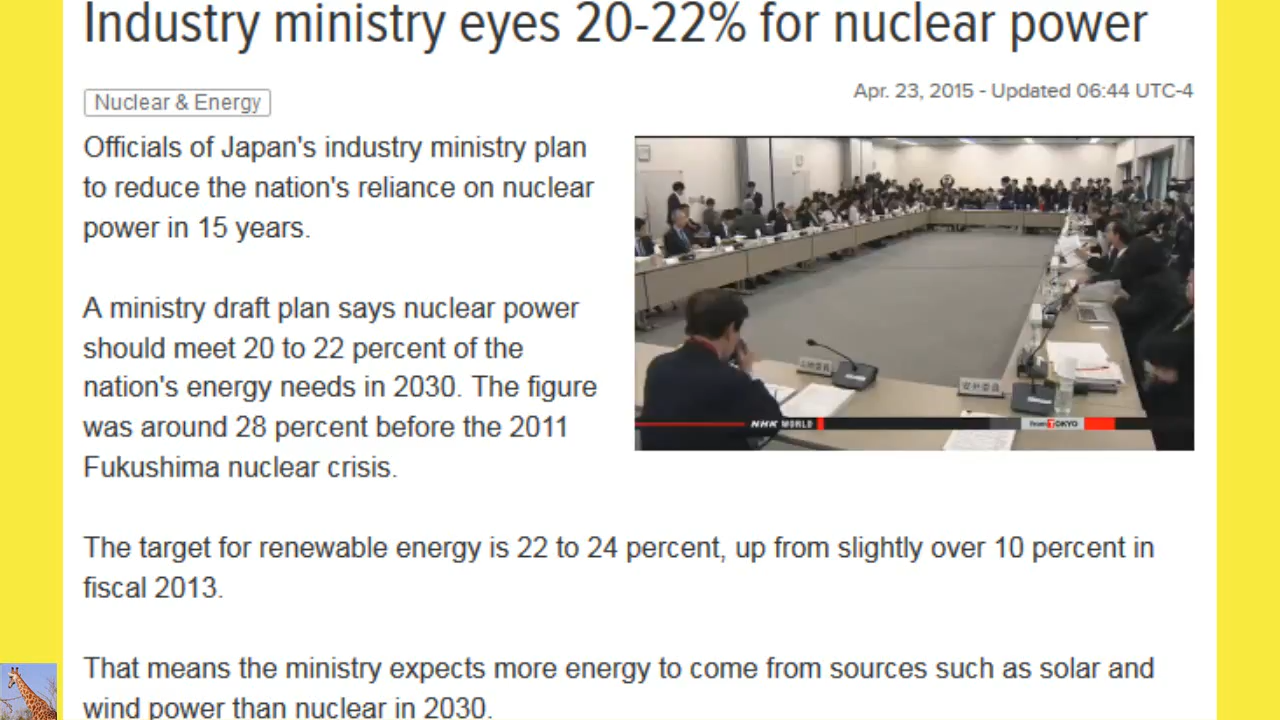 Industry ministry eyes 20-22% for nuclear power
Nuclear & Energy
Apr. 23, 2015 - Updated 06:44 UTC-4
Officials of Japan's industry ministry plan
to reduce the nation's reliance on nuclear
power in 15 years.
A ministry draft plan says nuclear power
should meet 20 to 22 percent of the
nation's energy needs in 2030. The figure
was around 28 percent before the 2011
Fukushima nuclear crisis.
NHK WORLD
from TOKYO
The target for renewable energy is 22 to 24 percent, up from slightly over 10 percent in
fiscal 2013.
That means the ministry expects more energy to come from sources such as solar and
wind power than nuclear in 2030.